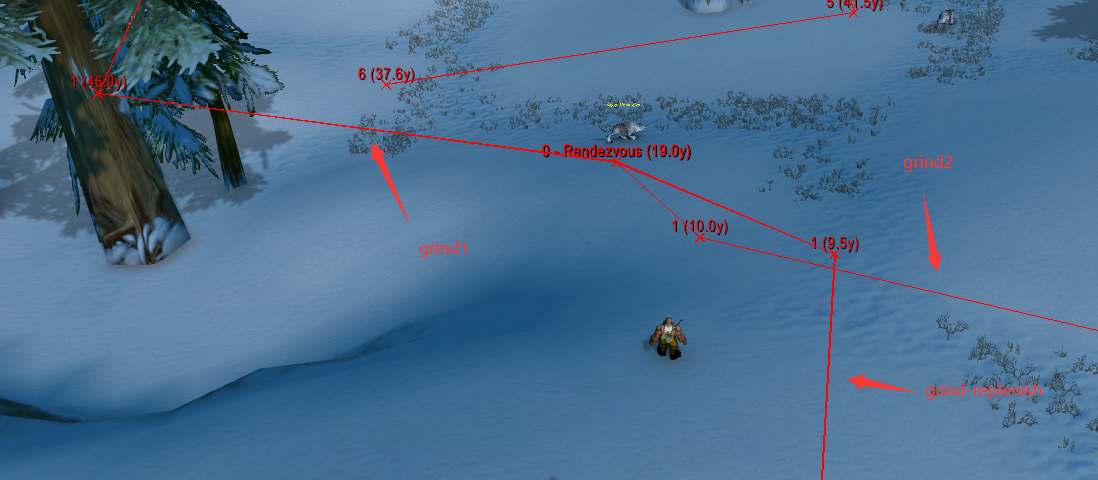 5 (41.5y)
6 (37.6y)
1 (46.0y)
0 - Rendezvous (19.0y)
grind2
1 (10.0y)
1 (9.5y)
grind1
grind replenish